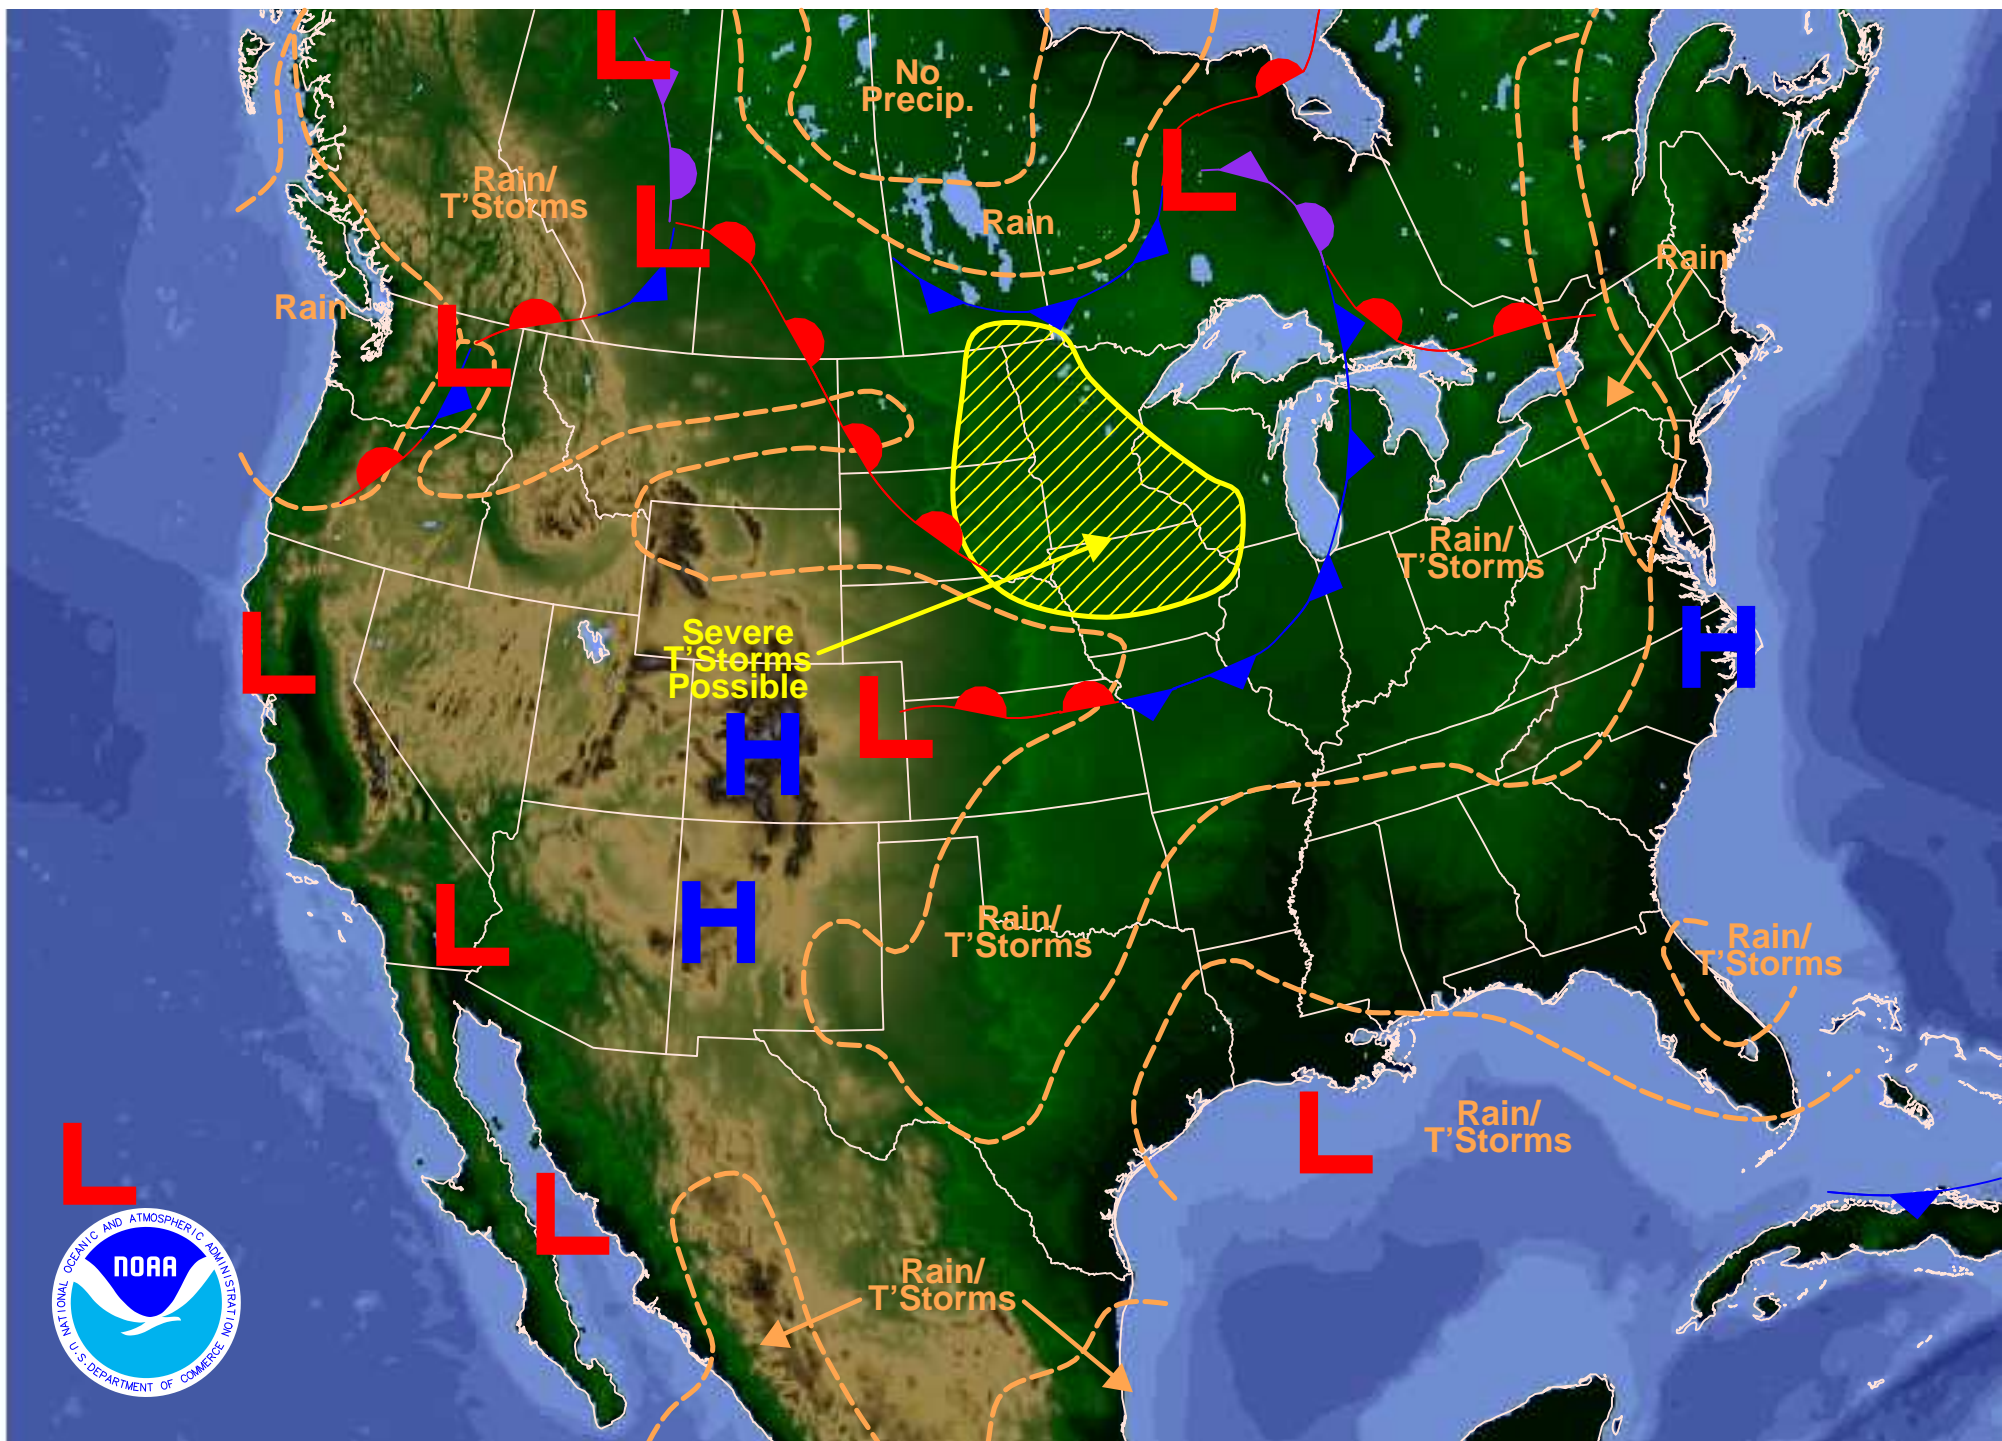 L
No
Precip.
L
Rain/
T'Storms
L
Rain
Rain
Rain
L
Rain/
T'Storms
L
H
Severe
T'Storms
Possible
L
H
L
H
Rain/
T'Storms
Rain/
T'Storms
L
Rain/
T'Storms
L
L
Rain/
T'Storms
NATIONAL OCEANIC AND ATMOSPHERIC ADMINISTRATION
NOAA
U.S. DEPARTMENT OF COMMERCE